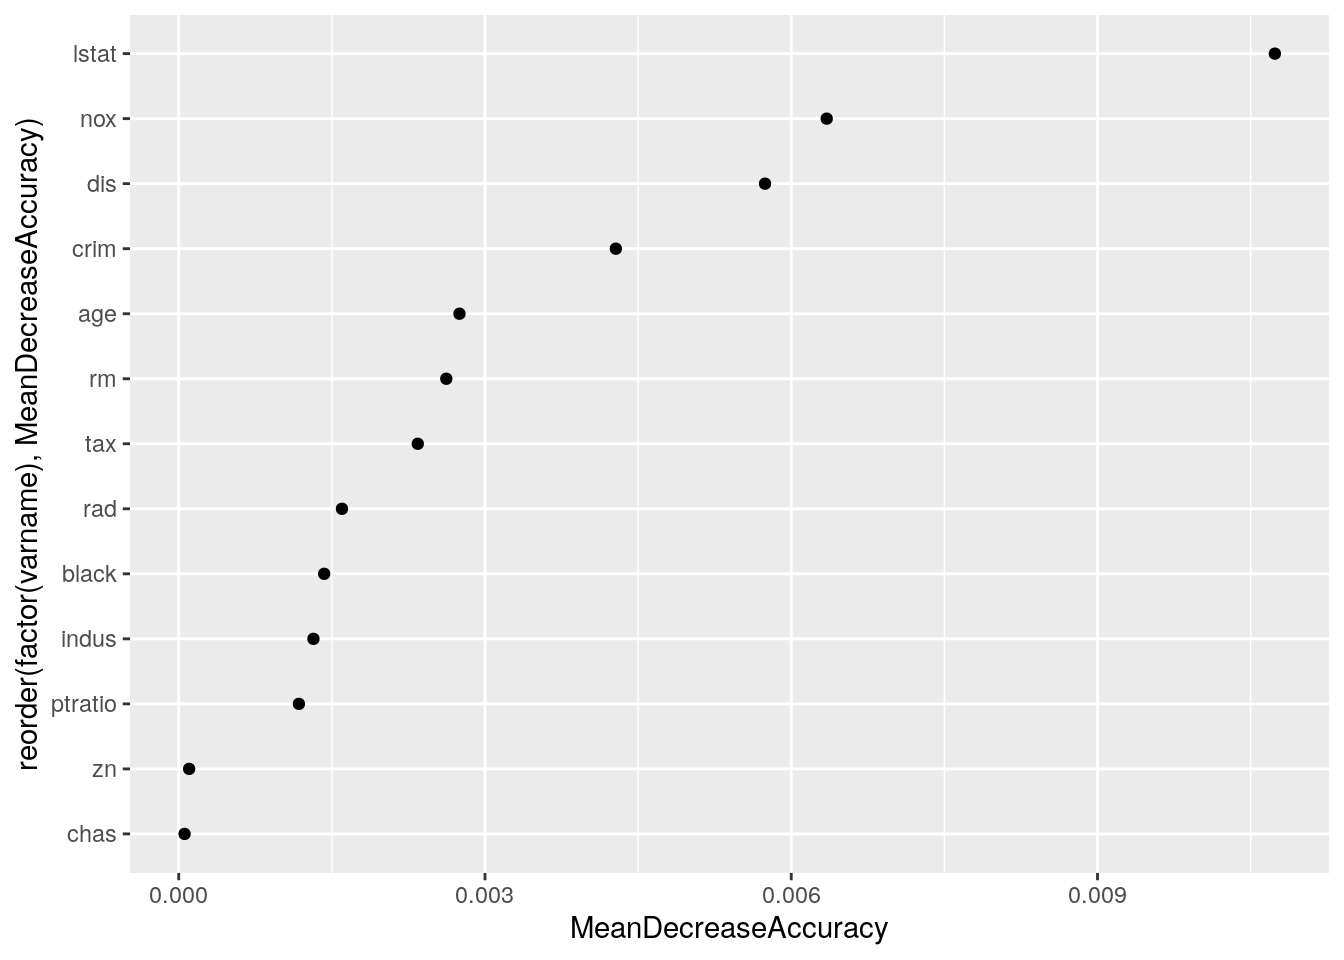 reorder(factor(varname), MeanDecreaseAccuracy)
lstat
nox
dis
crim
age
rm
tax
rad
black
indus
ptratio
zn
chas
0.000 0.003 0.006 0.009
MeanDecreaseAccuracy